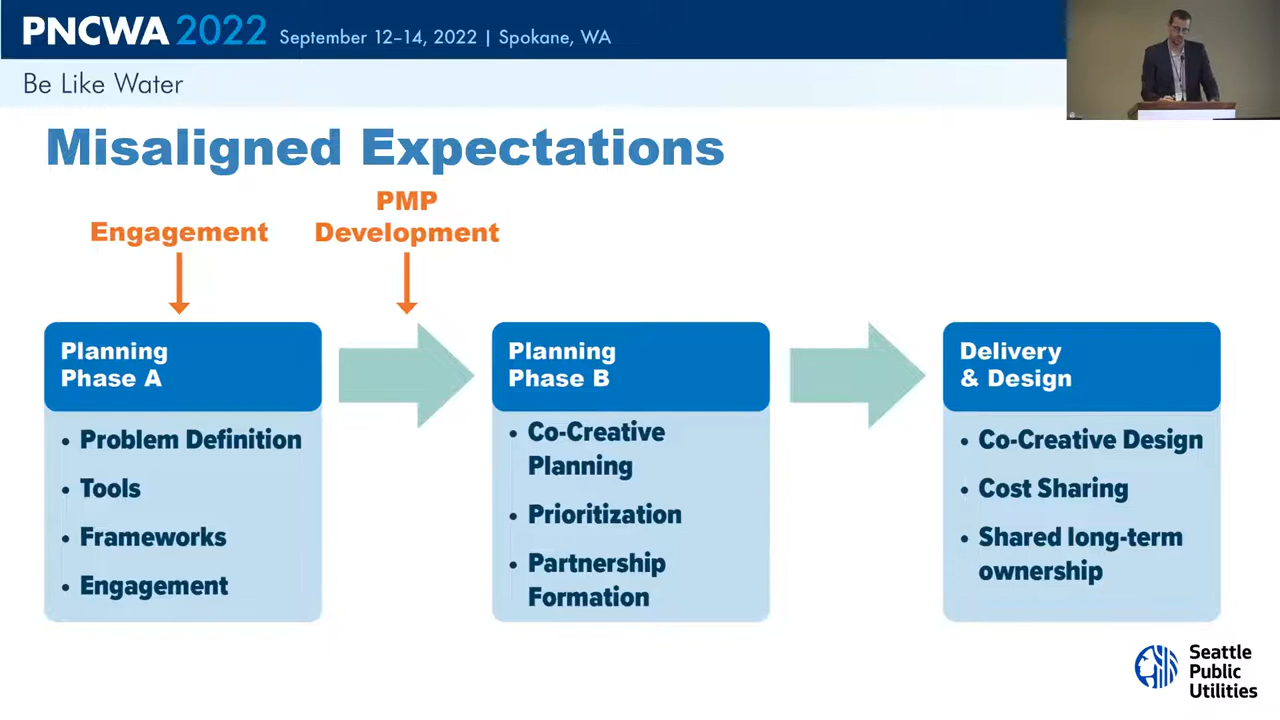 PNCWA 2022 September 12–14, 2022 | Spokane, WA
Be Like Water
Misaligned Expectations
Engagement
PMP
Development
Planning
Phase A
• Problem Definition
• Tools
• Frameworks
• Engagement
Planning
Phase B
• Co-Creative
Planning
• Prioritization
• Partnership
Formation
Delivery
& Design
• Co-Creative Design
• Cost Sharing
• Shared long-term
ownership
Seattle
Public
Utilities